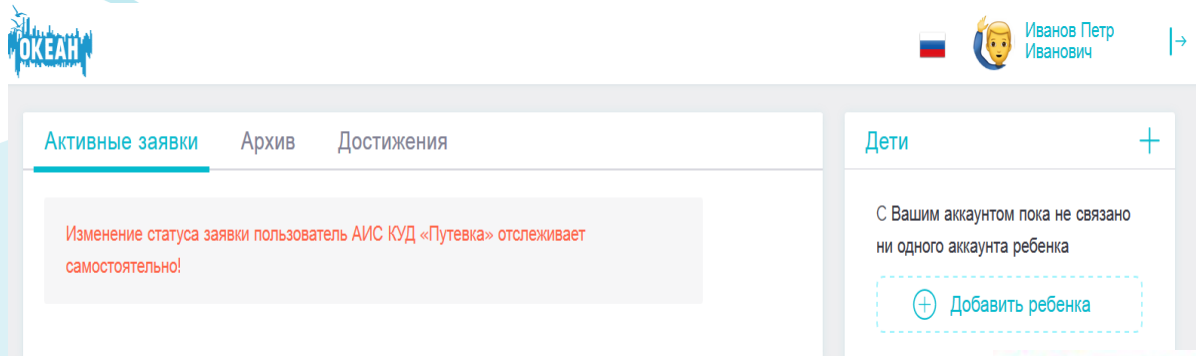 ОКЕАН
Иванов Петр
Иванович
Активные заявки Архив Достижения
Изменение статуса заявки пользователь АИС КУД «Путевка» отслеживает
самостоятельно!
Дети
С Вашим аккаунтом пока не связано
ни одного аккаунта ребенка
Добавить ребенка